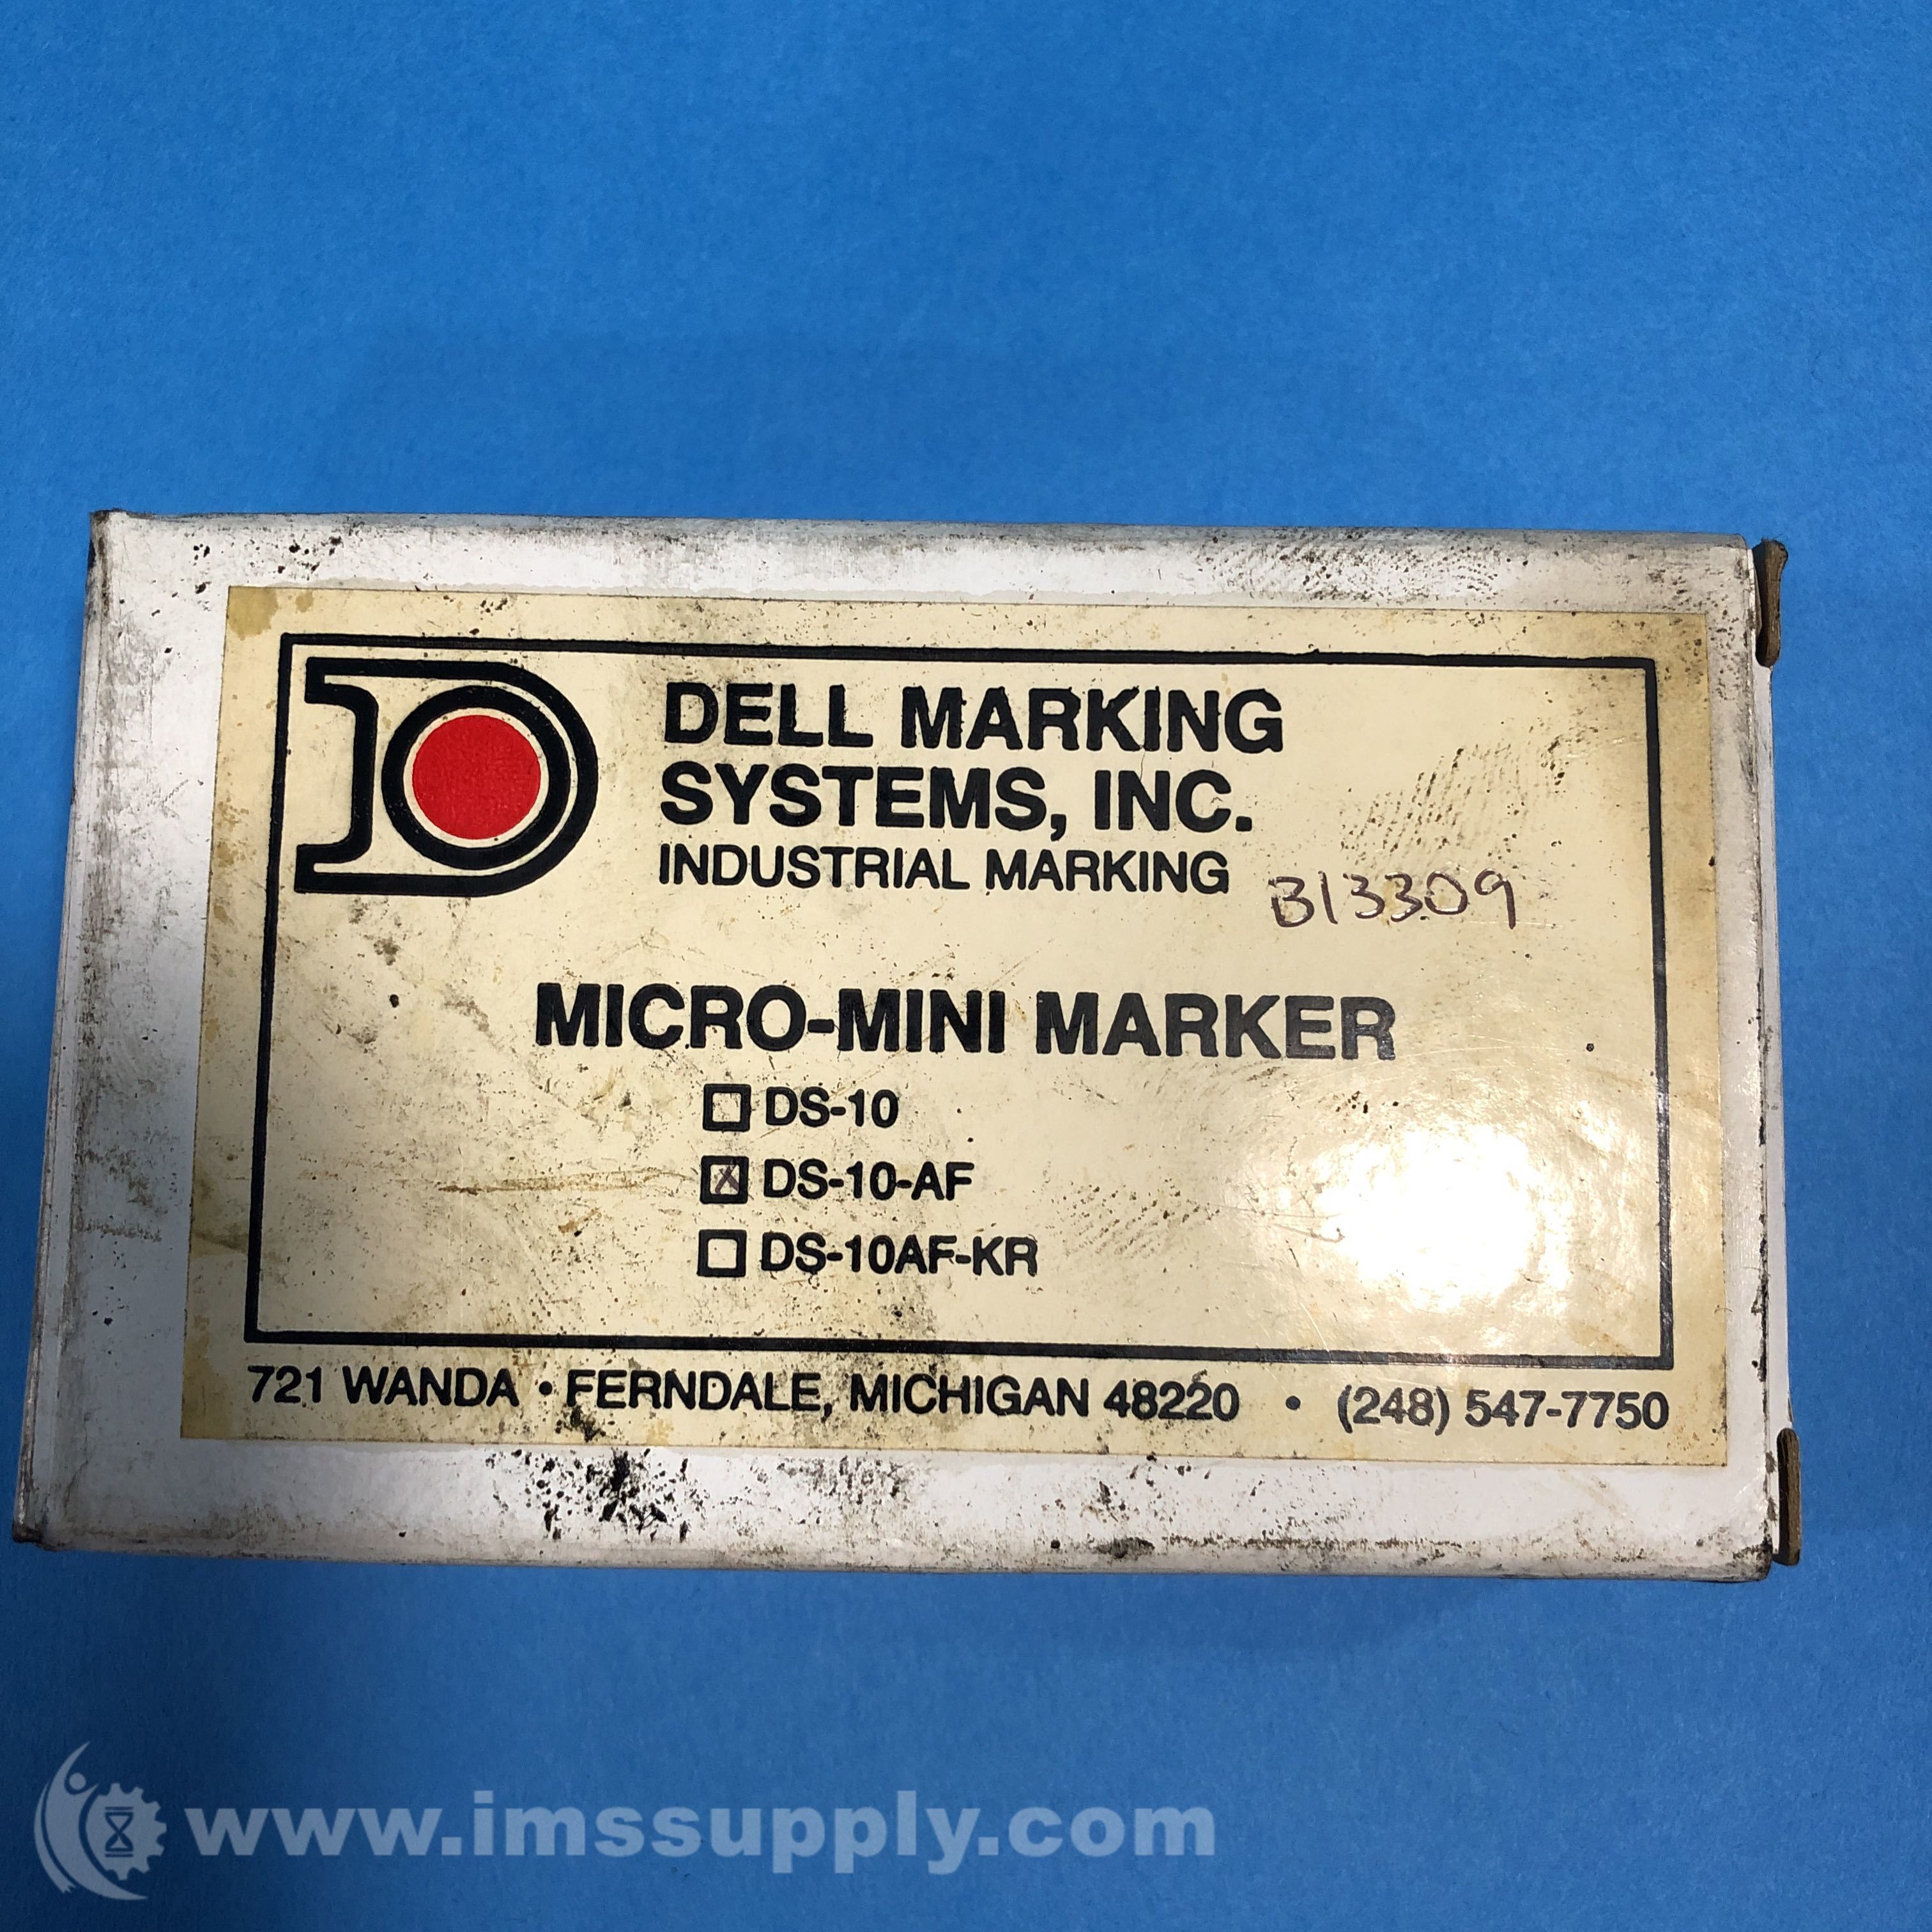 DELL MARKING
SYSTEMS, INC.
INDUSTRIAL MARKING
B13309
MICRO-MINI MARKER
DS-10
X DS-10-AF
DS-10AF-KR
721 WANDA • FERNDALE, MICHIGAN 48220 • (248) 547-7750
www.imssupply.com